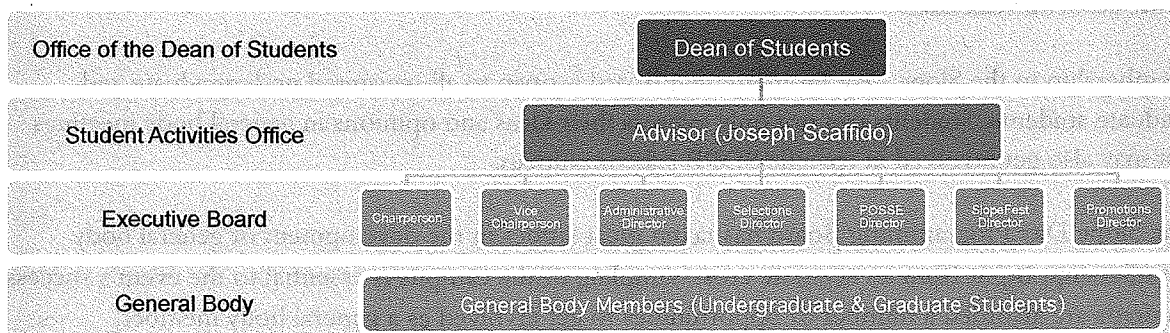 Office of the Dean of Students
Dean of Students
Student Activities Office
Advisor (Joseph Scaffido)
Executive Board
Chairperson
Vice
Chairperson
Administrative
Director
Selections
Director
POSSE
Director
SlopeFest
Director
Promotions
Director
General Body
General Body Members (Undergraduate & Graduate Students)